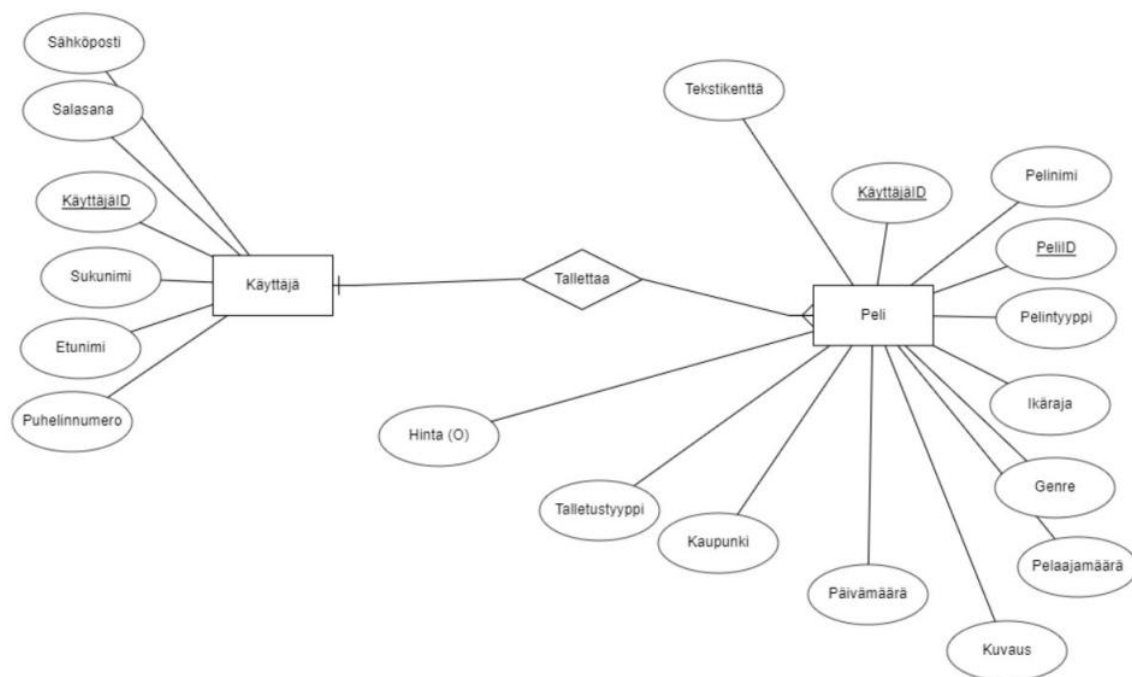 Sähköposti
Salasana
KäyttäjäID
Sukunimi
Etunimi
Puhelinnumero
Käyttäjä
Tallettaa
Tekstikenttä
KäyttäjäID
Pelinimi
PeliID
Pelintyyppi
Peli
Ikäraja
Genre
Pelaajamäärä
Hinta (O)
Talletustyyppi
Kaupunki
Päivämäärä
Kuvaus